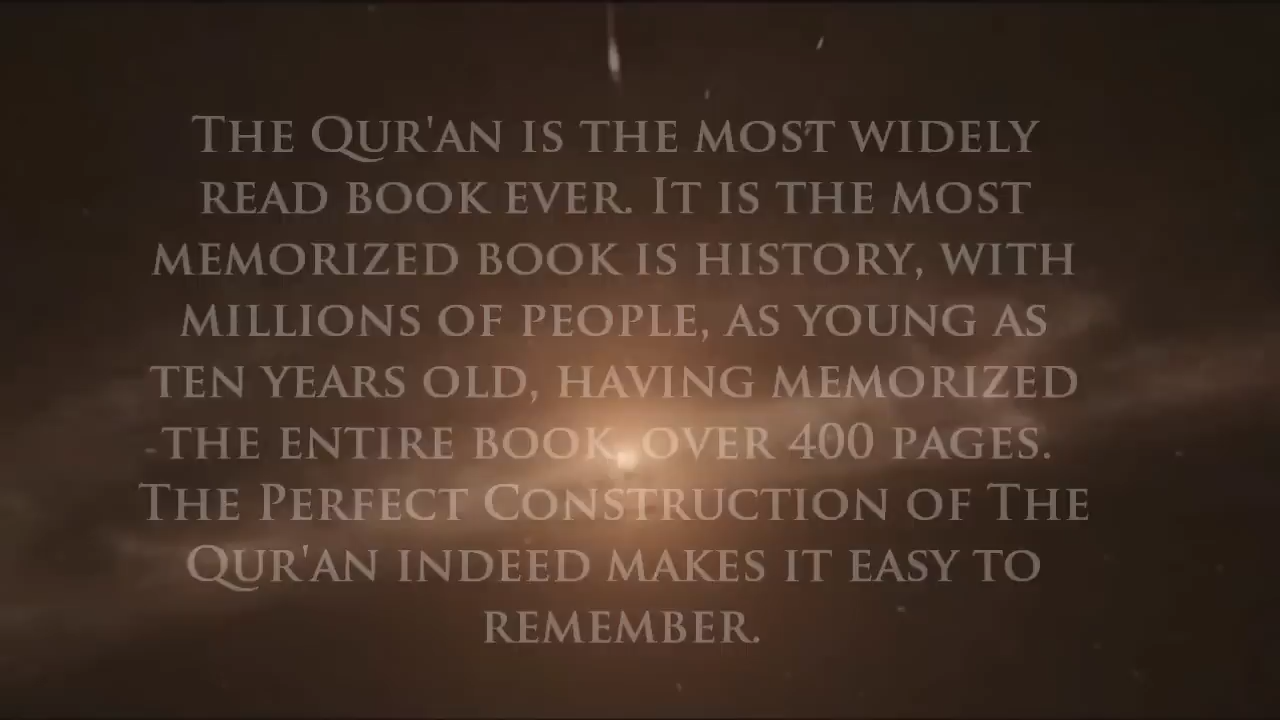 The Qur'an is the most widely
read book ever. It is the most
memorized book is history, with
millions of people, as young as
ten years old, having memorized
the entire book, over 400 pages.
The Perfect Construction of The
Qur'an indeed makes it easy to
remember.